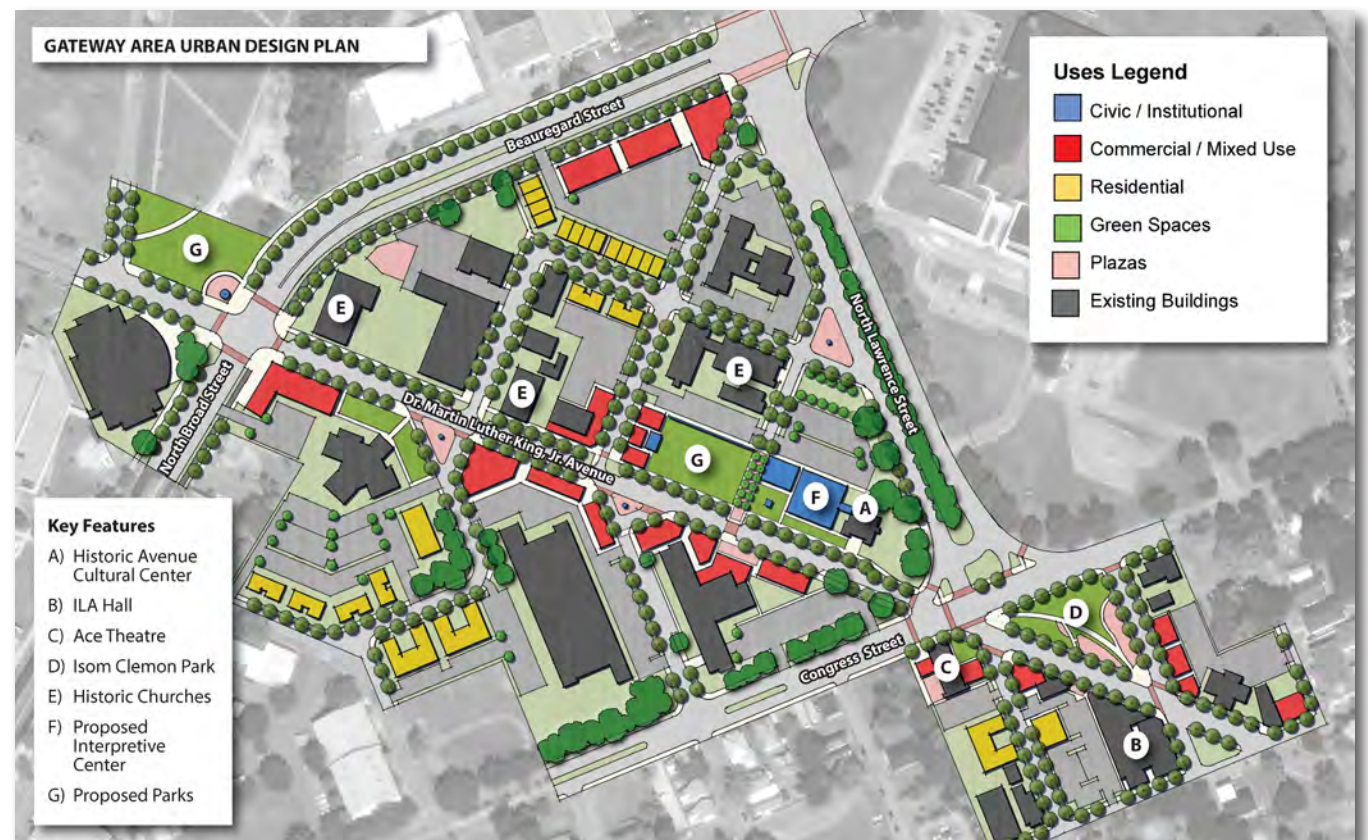 GATEWAY AREA URBAN DESIGN PLAN
Uses Legend
Civic / Institutional
Commercial / Mixed Use
Residential
Green Spaces
Plazas
Existing Buildings
Beauregard Street
G
E
E
E
North Lawrence Street
North Broad Street
Dr. Martin Luther King, Jr. Avenue
G
F
A
D
Congress Street
C
B
Key Features
A) Historic Avenue
Cultural Center
B) ILA Hall
C) Ace Theatre
D) Isom Clemon Park
E) Historic Churches
F) Proposed
Interpretive
Center
G) Proposed Parks